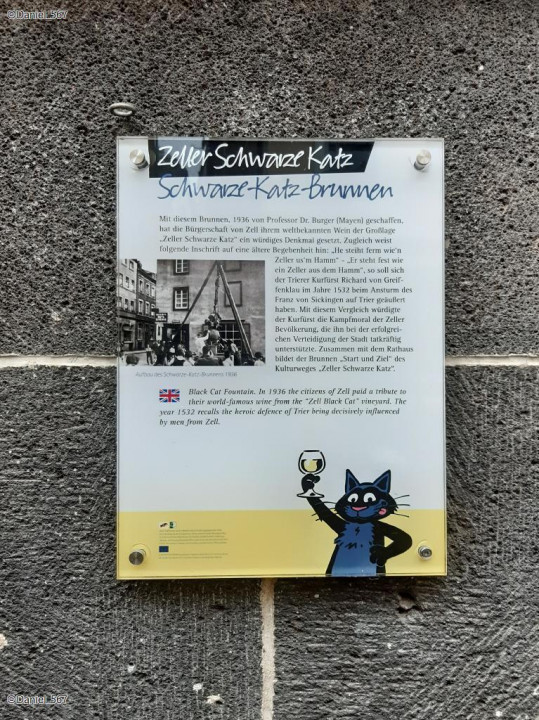 ©Daniel_567
Zeller Schwarze Katz
Schwarze-Katz-Brunnen
Mit diesem Brunnen, 1936 von Professor Dr. Burger (Mayen) geschaffen,
hat die Bürgerschaft von Zell ihrem weltbekannten Wein der Großlage
„Zeller Schwarze Katz" ein würdiges Denkmal gesetzt. Zugleich weist
folgende Inschrift auf eine ältere Begebenheit hin: „He steiht ferm wie'n
Zeller us'm Hamm" - „Er steht fest wie
ein Zeller aus dem Hamm", so soll sich
der Trierer Kurfürst Richard von Greif-
fenklau im Jahre 1532 beim Ansturm des
Franz von Sickingen auf Trier geäußert
haben. Mit diesem Vergleich würdigte
der Kurfürst die Kampfmoral der Zeller
Bevölkerung, die ihn bei der erfolgrei-
chen Verteidigung der Stadt tatkräftig
unterstützte. Zusammen mit dem Rathaus
bildet der Brunnen „Start und Ziel" des
Kulturweges „Zeller Schwarze Katz".
Aufbau des Schwarze-Katz-Brunnens 1936
Black Cat Fountain. In 1936 the citizens of Zell paid a tribute to
their world-famous wine from the "Zell Black Cat" vineyard. The
year 1532 recalls the heroic defence of Trier being decisively influenced
by men from Zell.
©Daniel_567